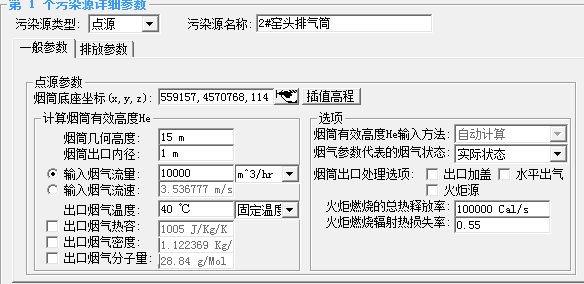 第 1 个污染源详细参数
污染源类型: 点源 污染源名称: 2#窑头排气筒
一般参数 排放参数
点源参数
烟筒底座坐标(x,y,z): 559157,4570768,114 插值高程
计算烟筒有效高度He
烟筒几何高度: 15 m
烟筒出口内径: 1 m
输入烟气流量: 10000 m^3/hr
输入烟气流速: 3.536777 m/s
出口烟气温度: 40 ℃ 固定温度
出口烟气热容: 1005 J/Kg/K
出口烟气密度: 1.122369 Kg/
出口烟气分子量: 28.84 g/Mol
选项
烟筒有效高度He输入方法: 自动计算
烟气参数代表的烟气状态: 实际状态
烟筒出口处理选项: 出口加盖 水平出气
火炬源
火炬燃烧的总热释放率: 100000 Cal/s
火炬燃烧辐射热损失率: 0.55